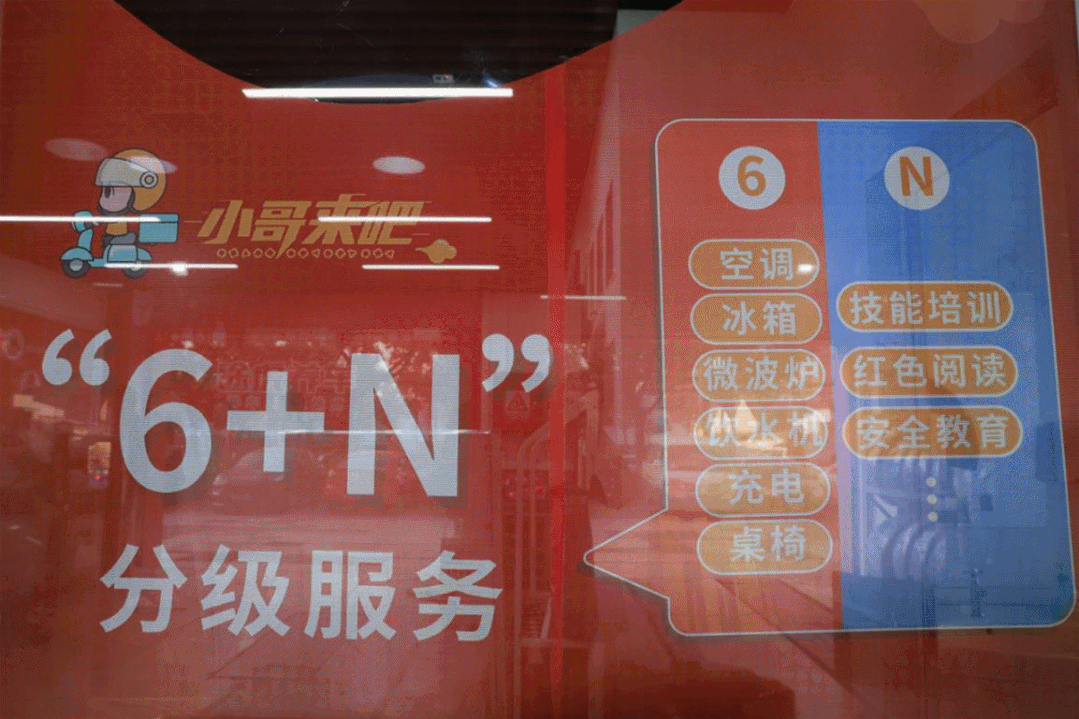 小哥来吧
“6+N”
分级服务
6
空调
冰箱
微波炉
饮水机
充电
桌椅
N
技能培训
红色阅读
安全教育